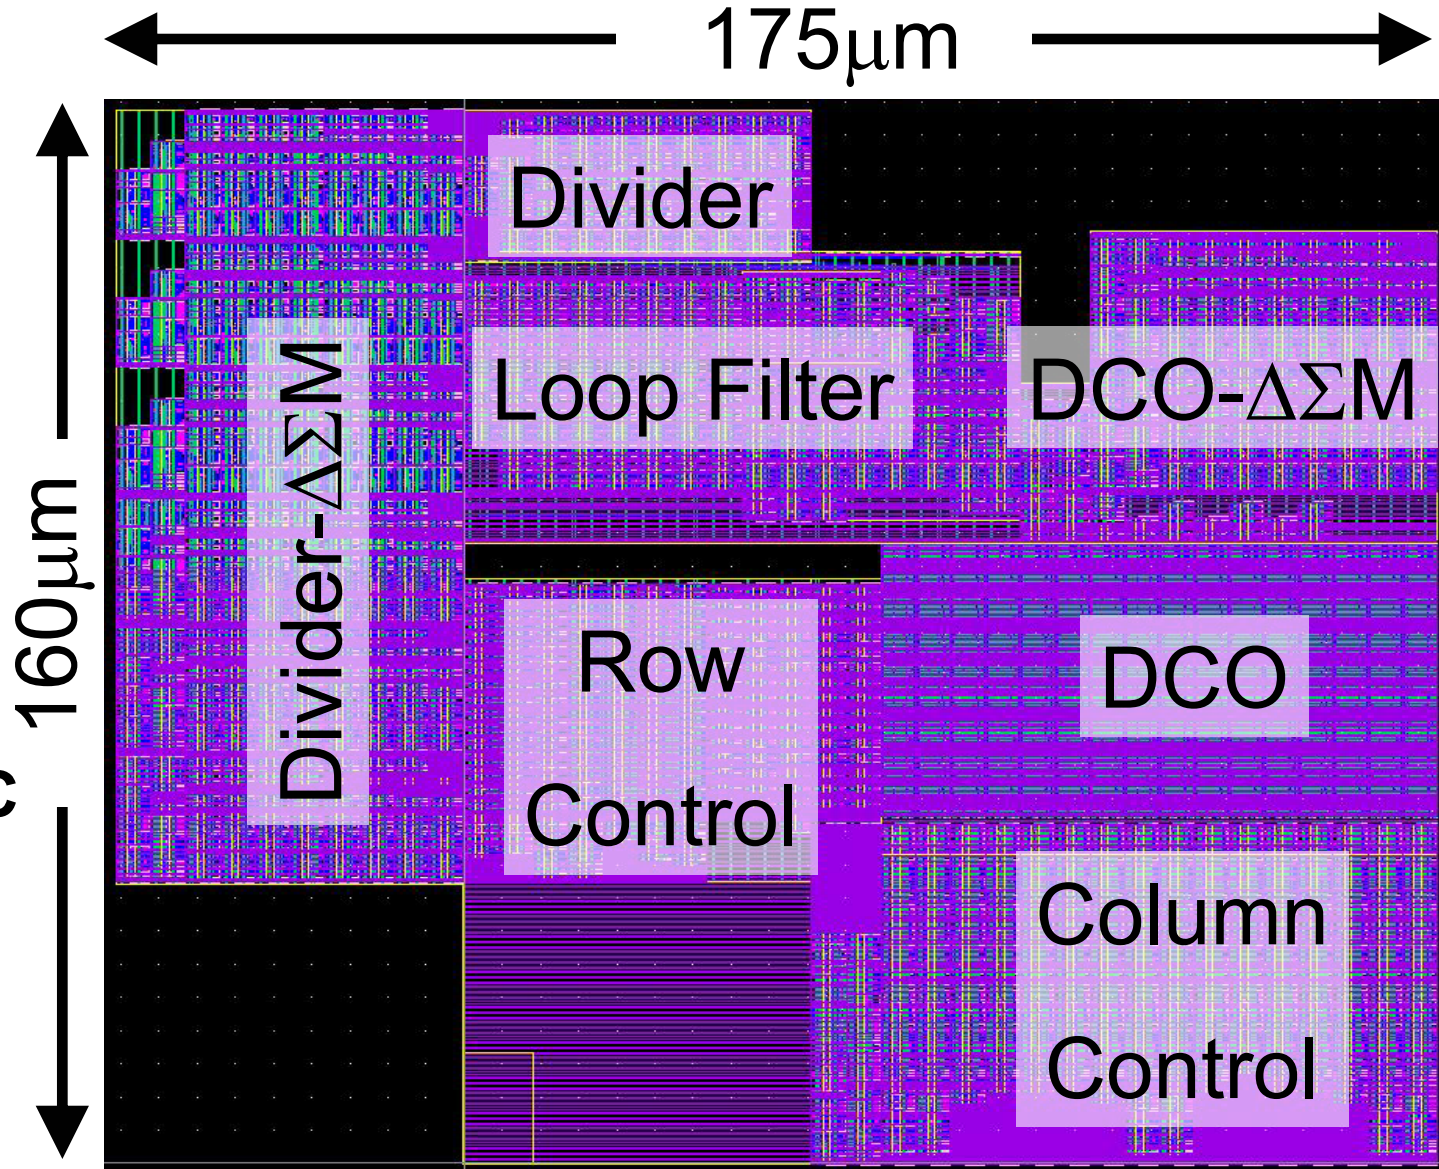 175μm
160μm
Divider
Divider-ΔΣM
Loop Filter
DCO-ΔΣM
Row
Control
DCO
Column
Control
c